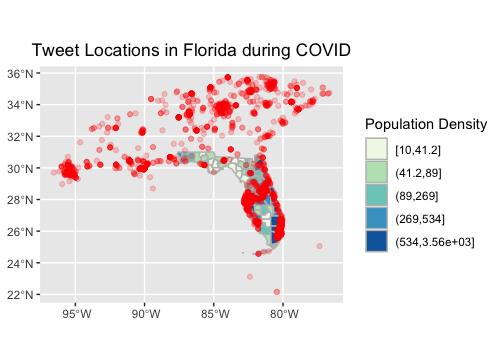 Tweet Locations in Florida during COVID
36°N
34°N
32°N
30°N
28°N
26°N
24°N
22°N
95°W
90°W
85°W
80°W
Population Density
[10,41.2]
(41.2,89]
(89,269]
(269,534]
(534,3.56e+03]